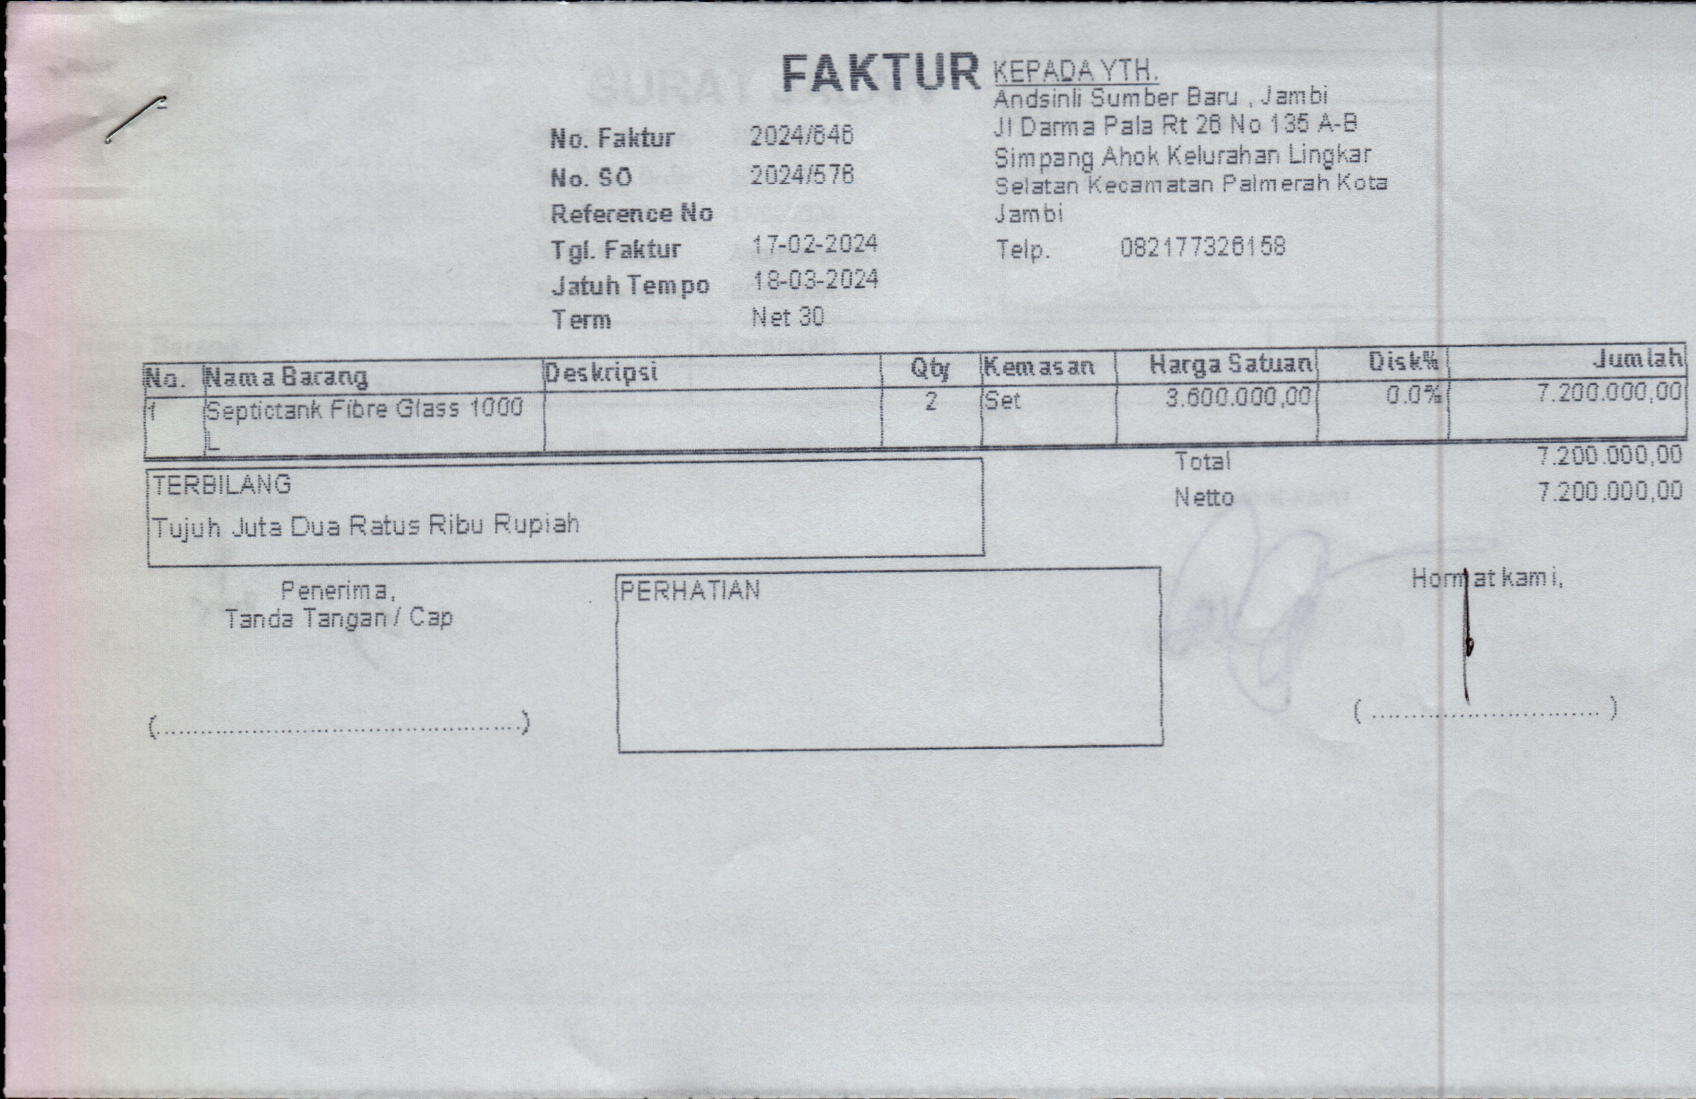 FAKTUR
KEPADA YTH.
Andsinli Sumber Baru , Jambi
Jl Darma Pala Rt 26 No 135 A-B
Simpang Ahok Kelurahan Lingkar
Selatan Kecamatan Palmerah Kota
Jambi
Telp. 082177326158
No. Faktur 2024/646
No. SO 2024/576
Reference No
Tgl. Faktur 17-02-2024
Jatuh Tempo 18-03-2024
Term Net 30
No. Nama Barang Deskripsi Qty Kemasan Harga Satuan Disk% Jumlah
1 Septictank Fibre Glass 1000 2 Set 3.600.000,00 0.0% 7.200.000,00
L
Total 7.200.000,00
Netto 7.200.000,00
TERBILANG
Tujuh Juta Dua Ratus Ribu Rupiah
Penerima,
Tanda Tangan / Cap
(............................................)
PERHATIAN
Hormat kami,
( ............................ )